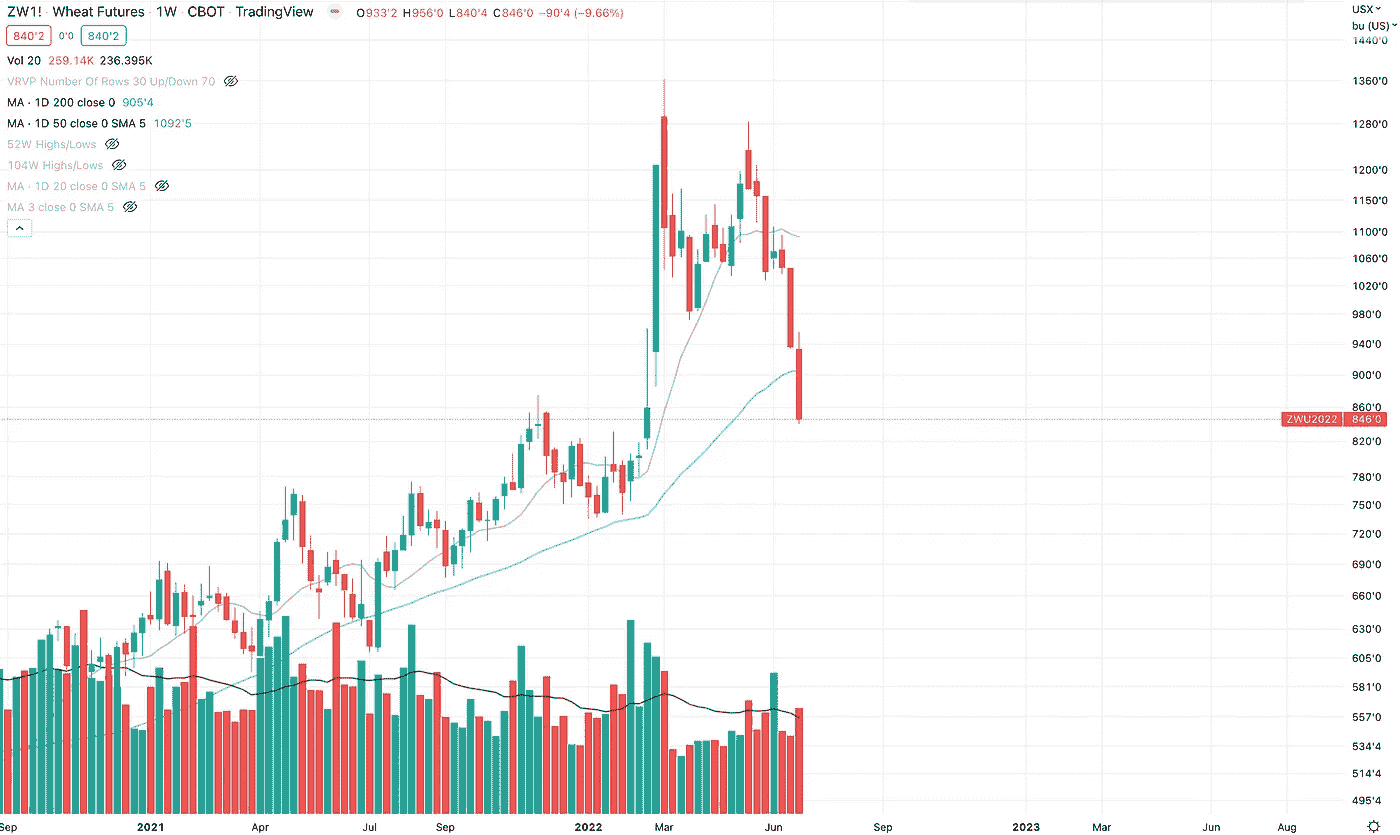 ZW1! · Wheat Futures · 1W · CBOT · TradingView O933'2 H956'0 L840'4 C846'0 −90'4 (−9.66%)
840'2 0'0 840'2
Vol 20 259.14K 236.395K
VRVP Number Of Rows 30 Up/Down 70
MA · 1D 200 close 0 905'4
MA · 1D 50 close 0 SMA 5 1092'5
52W Highs/Lows
104W Highs/Lows
MA · 1D 20 close 0 SMA 5
MA 3 close 0 SMA 5
USX
bu (US)
1440'0
1360'0
1280'0
1200'0
1150'0
1100'0
1060'0
1020'0
980'0
940'0
900'0
860'0
ZWU2022 846'0
820'0
780'0
750'0
720'0
690'0
660'0
630'0
605'0
581'0
557'0
534'4
514'4
495'4
Sep 2021 Apr Jul Sep 2022 Mar Jun Sep 2023 Mar Jun Aug